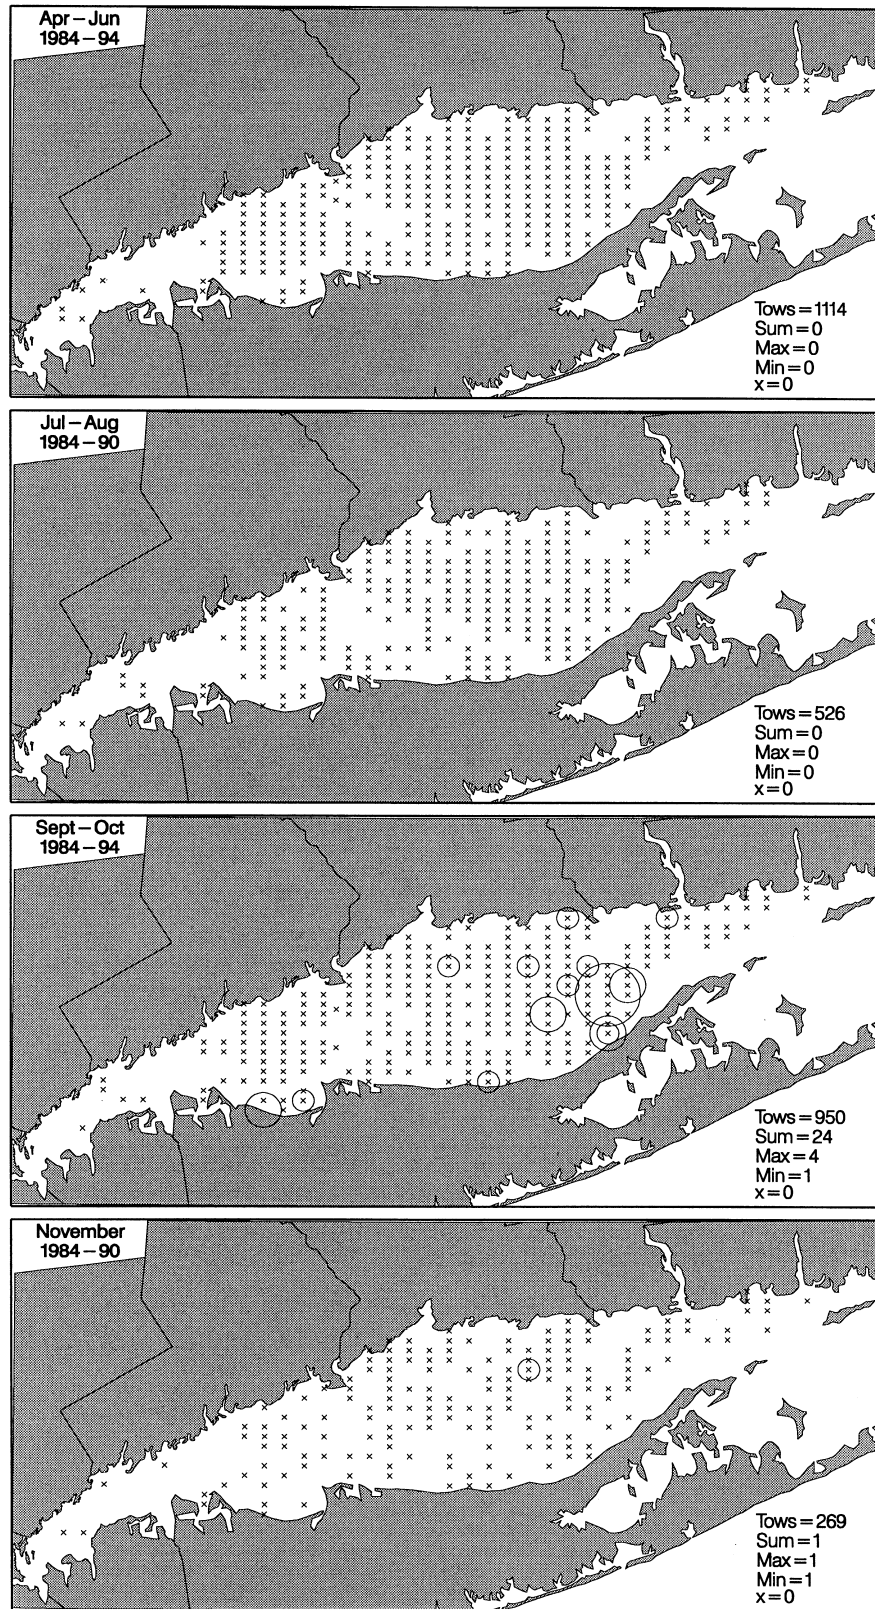 Apr – Jun
1984 – 94
Tows = 1114
Sum = 0
Max = 0
Min = 0
x = 0
Jul – Aug
1984 – 90
Tows = 526
Sum = 0
Max = 0
Min = 0
x = 0
Sept – Oct
1984 – 94
Tows = 950
Sum = 24
Max = 4
Min = 1
x = 0
November
1984 – 90
Tows = 269
Sum = 1
Max = 1
Min = 1
x = 0